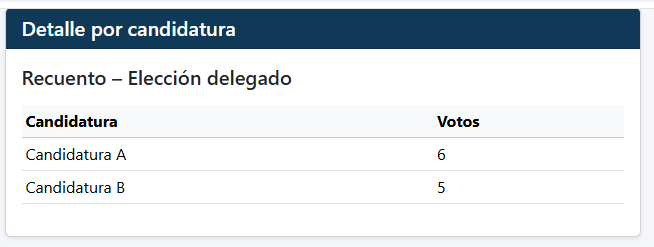 Detalle por candidatura
Recuento – Elección delegado
Candidatura Votos
Candidatura A 6
Candidatura B 5